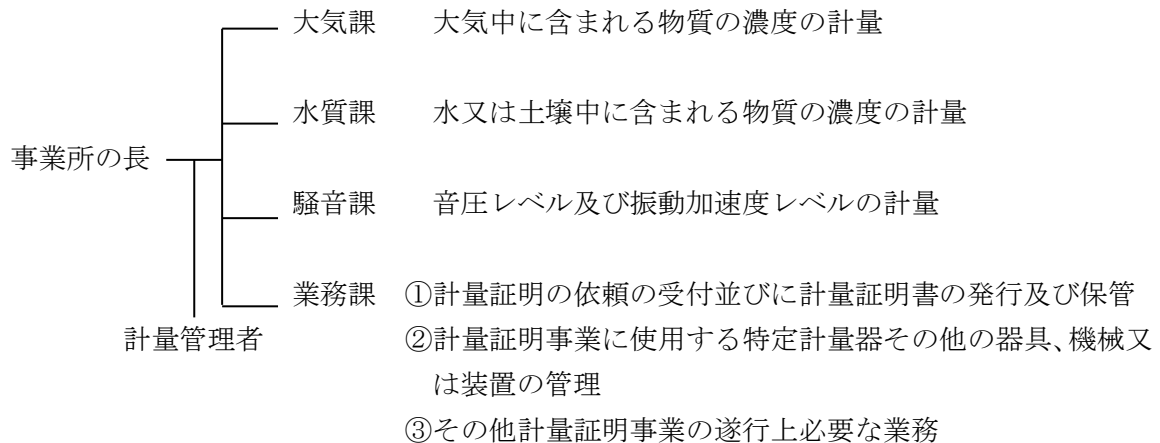 大気課 大気中に含まれる物質の濃度の計量
水質課 水又は土壌中に含まれる物質の濃度の計量
事業所の長
騒音課 音圧レベル及び振動加速度レベルの計量
業務課 ①計量証明の依頼の受付並びに計量証明書の発行及び保管
計量管理者 ②計量証明事業に使用する特定計量器その他の器具、機械又
は装置の管理
③その他計量証明事業の遂行上必要な業務